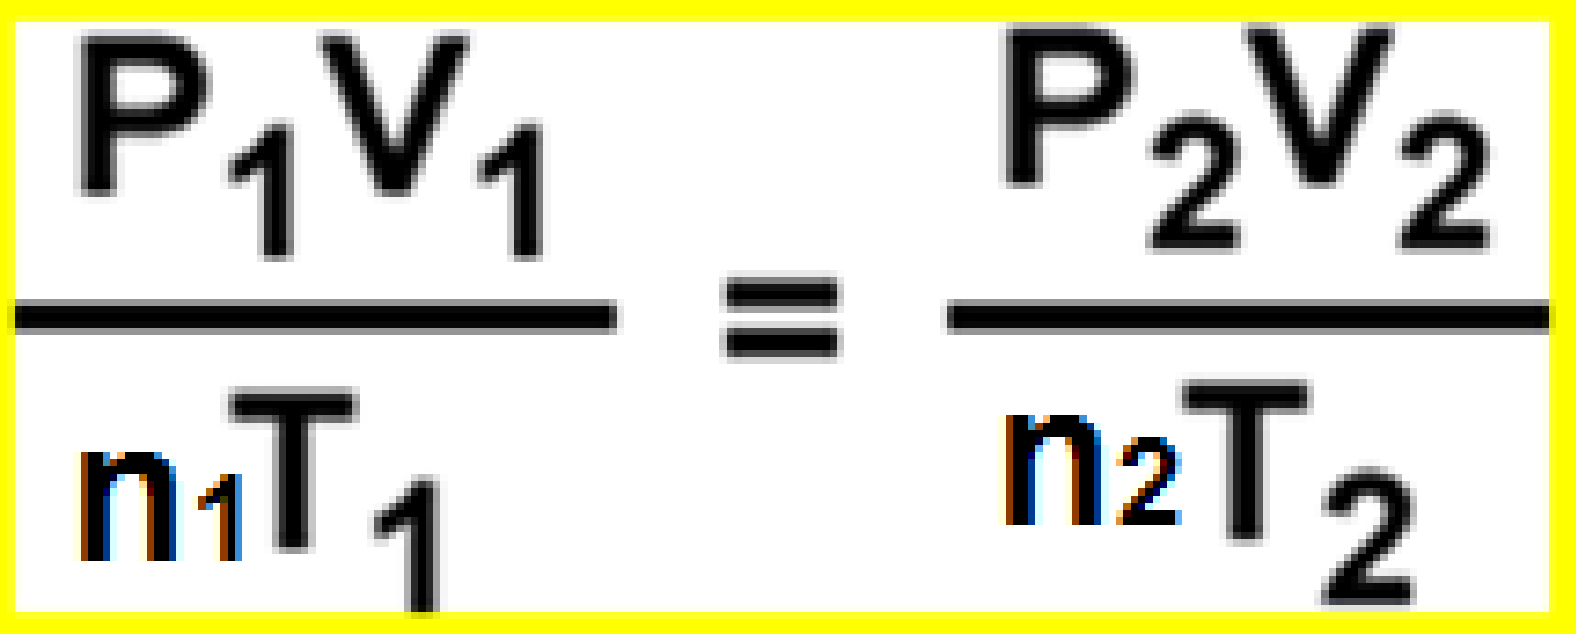 P₁V₁ = P₂V₂
n₁T₁ n₂T₂